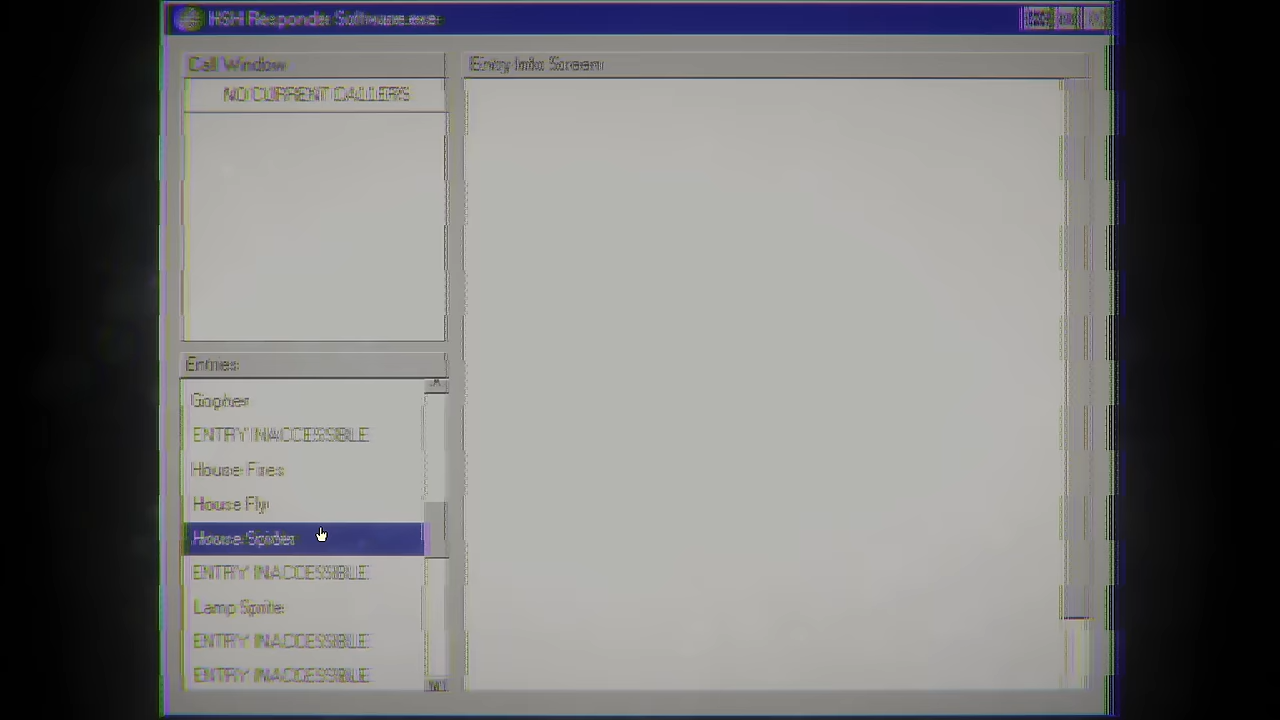 HSH Responder Software.exe
Call Window
NO CURRENT CALLERS
Entry Info Screen
Entries
Gopher
ENTRY INACCESSIBLE
House Fires
House Fly
House Spider
ENTRY INACCESSIBLE
Lamp Sprite
ENTRY INACCESSIBLE
ENTRY INACCESSIBLE